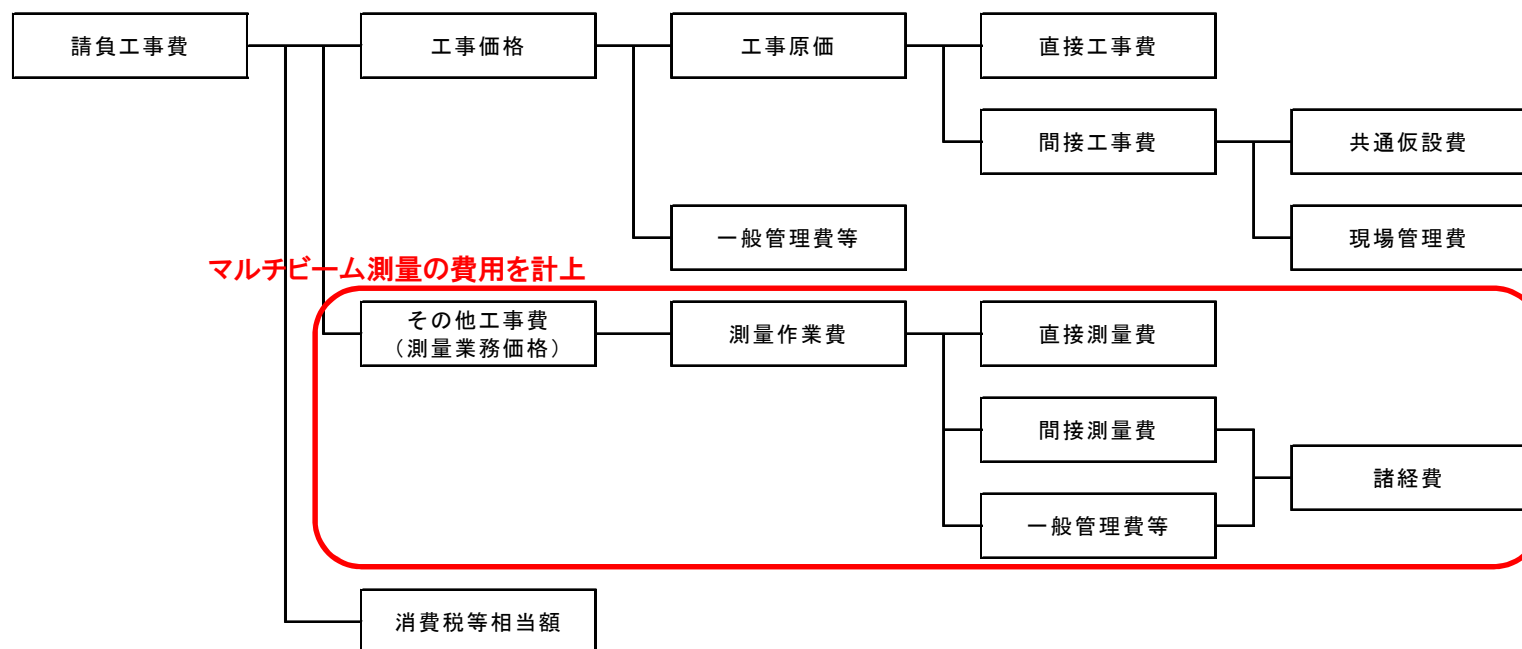 請負工事費
工事価格
工事原価
直接工事費
間接工事費
共通仮設費
一般管理費等
現場管理費
マルチビーム測量の費用を計上
その他工事費
（測量業務価格）
測量作業費
直接測量費
間接測量費
諸経費
一般管理費等
消費税等相当額